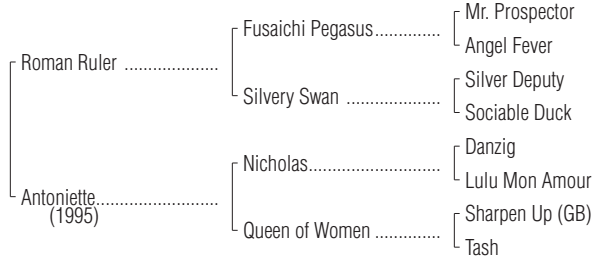 Mr. Prospector
Fusaichi Pegasus..............
Angel Fever
Roman Ruler .....................
Silver Deputy
Silvery Swan .....................
Sociable Duck
Danzig
Nicholas.............................
Lulu Mon Amour
Antoniette...........................
(1995)
Sharpen Up (GB)
Queen of Women ..............
Tash